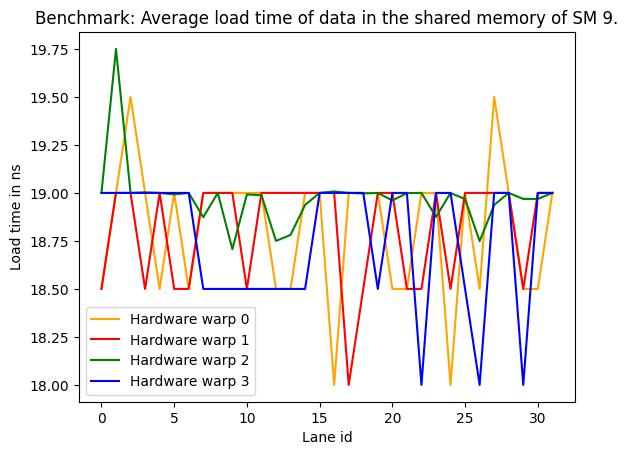 Benchmark: Average load time of data in the shared memory of SM 9.
Load time in ns
19.75
19.50
19.25
19.00
18.75
18.50
18.25
18.00
Hardware warp 0
Hardware warp 1
Hardware warp 2
Hardware warp 3
0 5 10 15 20 25 30
Lane id